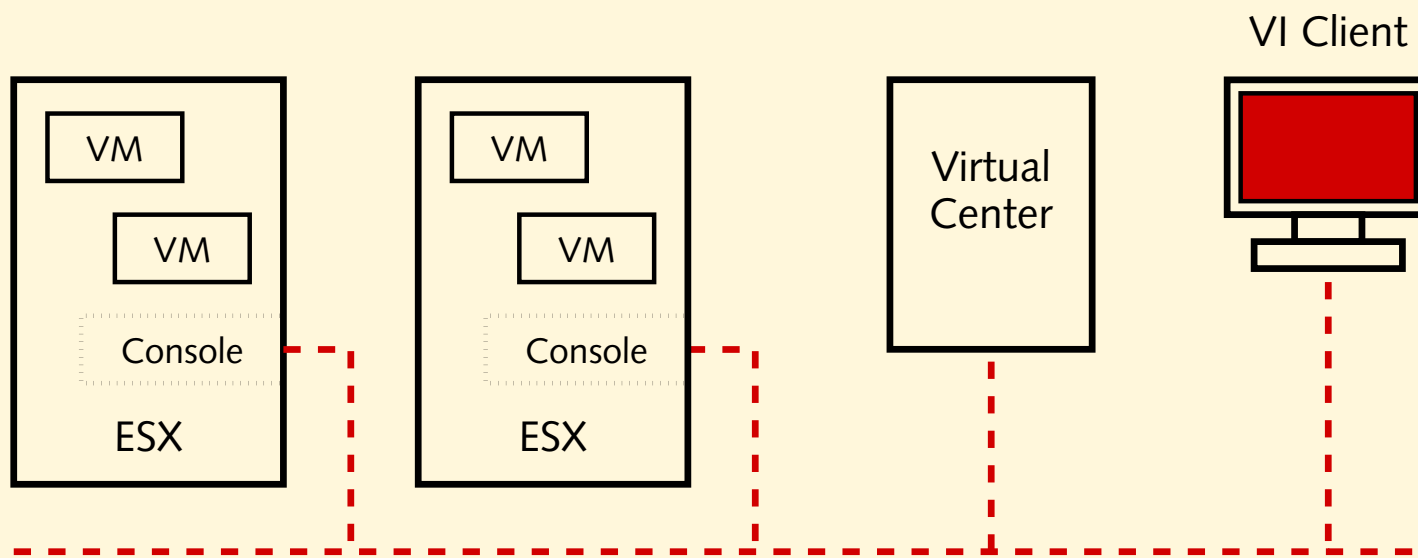 VI Client
VM
VM
Console
ESX
VM
VM
Console
ESX
Virtual
Center